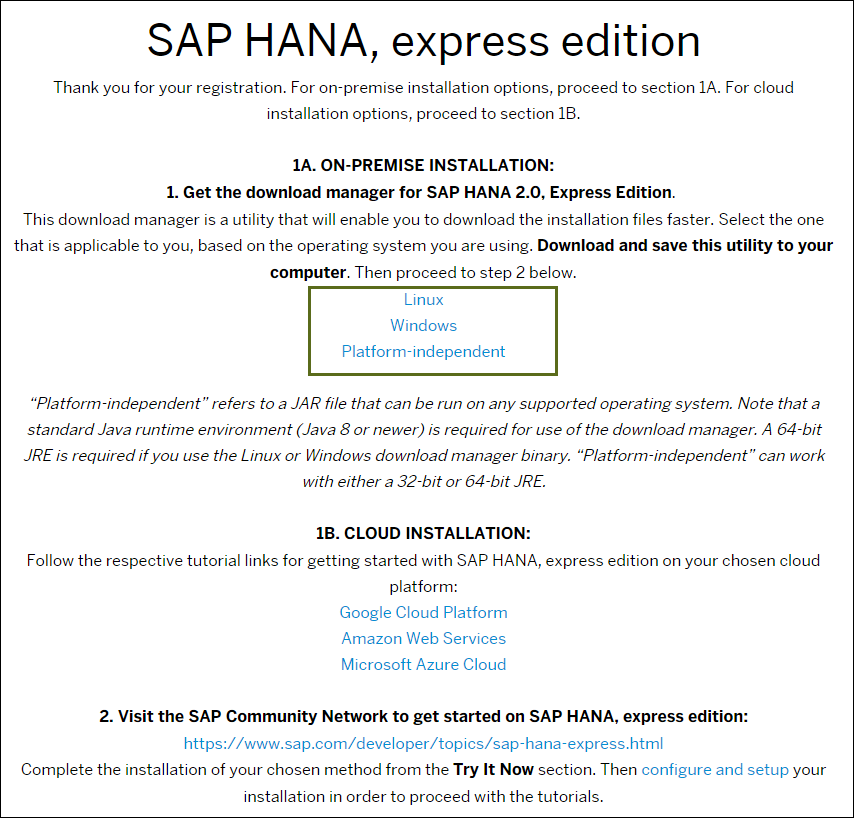 SAP HANA, express edition
Thank you for your registration. For on-premise installation options, proceed to section 1A. For cloud
installation options, proceed to section 1B.
1A. ON-PREMISE INSTALLATION:
1. Get the download manager for SAP HANA 2.0, Express Edition.
This download manager is a utility that will enable you to download the installation files faster. Select the one
that is applicable to you, based on the operating system you are using. Download and save this utility to your
computer. Then proceed to step 2 below.
Linux
Windows
Platform-independent
“Platform-independent” refers to a JAR file that can be run on any supported operating system. Note that a
standard Java runtime environment (Java 8 or newer) is required for use of the download manager. A 64-bit
JRE is required if you use the Linux or Windows download manager binary. “Platform-independent” can work
with either a 32-bit or 64-bit JRE.
1B. CLOUD INSTALLATION:
Follow the respective tutorial links for getting started with SAP HANA, express edition on your chosen cloud
platform:
Google Cloud Platform
Amazon Web Services
Microsoft Azure Cloud
2. Visit the SAP Community Network to get started on SAP HANA, express edition:
https://www.sap.com/developer/topics/sap-hana-express.html
Complete the installation of your chosen method from the Try It Now section. Then configure and setup your
installation in order to proceed with the tutorials.